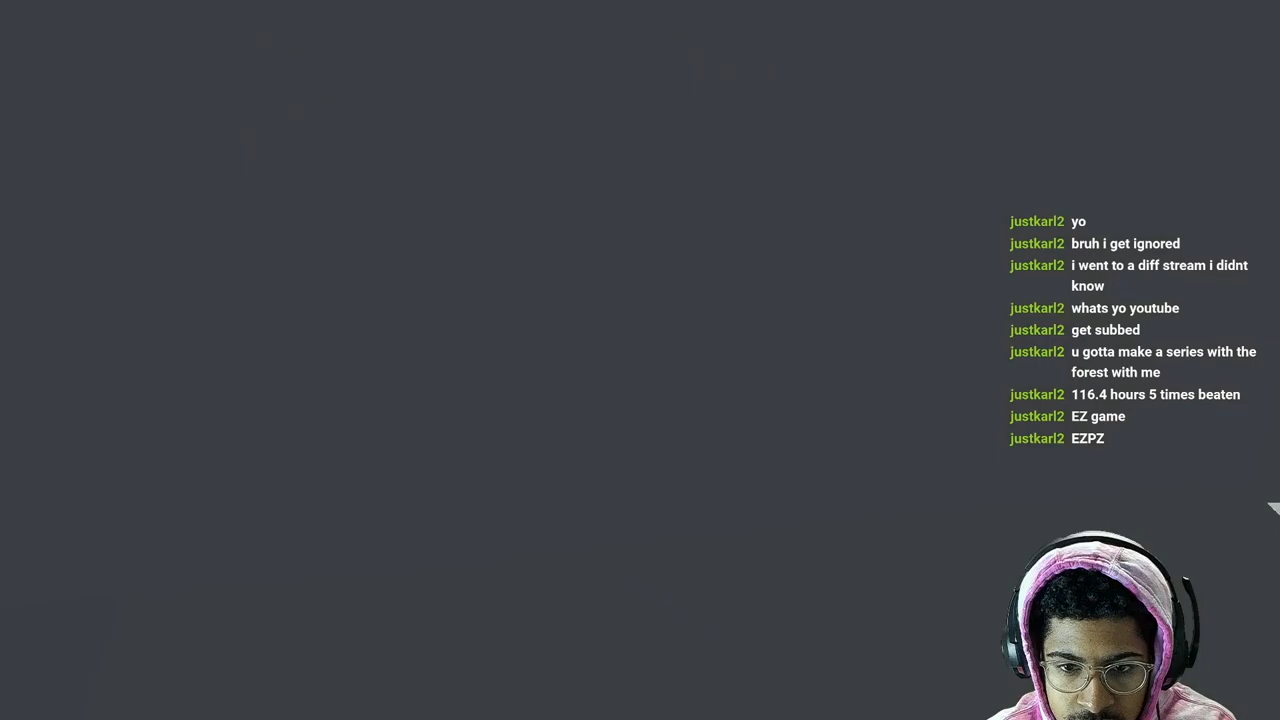 justkarl2 yo
justkarl2 bruh i get ignored
justkarl2 i went to a diff stream i didnt
know
justkarl2 whats yo youtube
justkarl2 get subbed
justkarl2 u gotta make a series with the
forest with me
justkarl2 116.4 hours 5 times beaten
justkarl2 EZ game
justkarl2 EZPZ